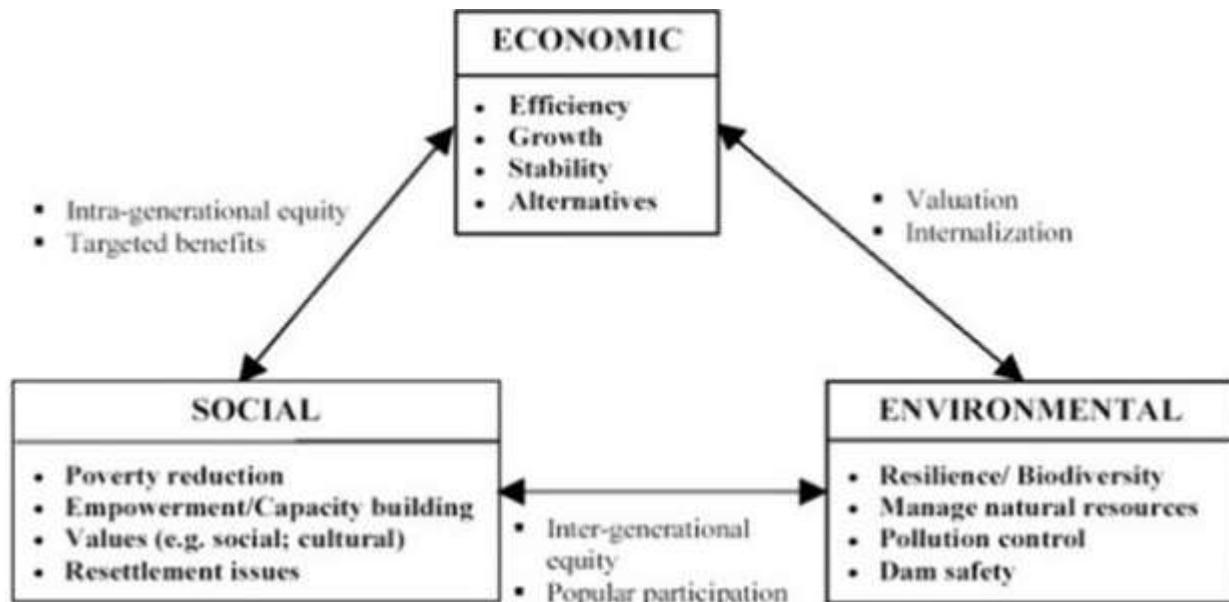 ECONOMIC
• Efficiency
• Growth
• Stability
• Alternatives
▪ Intra-generational equity
▪ Targeted benefits
▪ Valuation
▪ Internalization
SOCIAL
• Poverty reduction
• Empowerment/Capacity building
• Values (e.g. social; cultural)
• Resettlement issues
▪ Inter-generational
equity
▪ Popular participation
ENVIRONMENTAL
• Resilience/ Biodiversity
• Manage natural resources
• Pollution control
• Dam safety